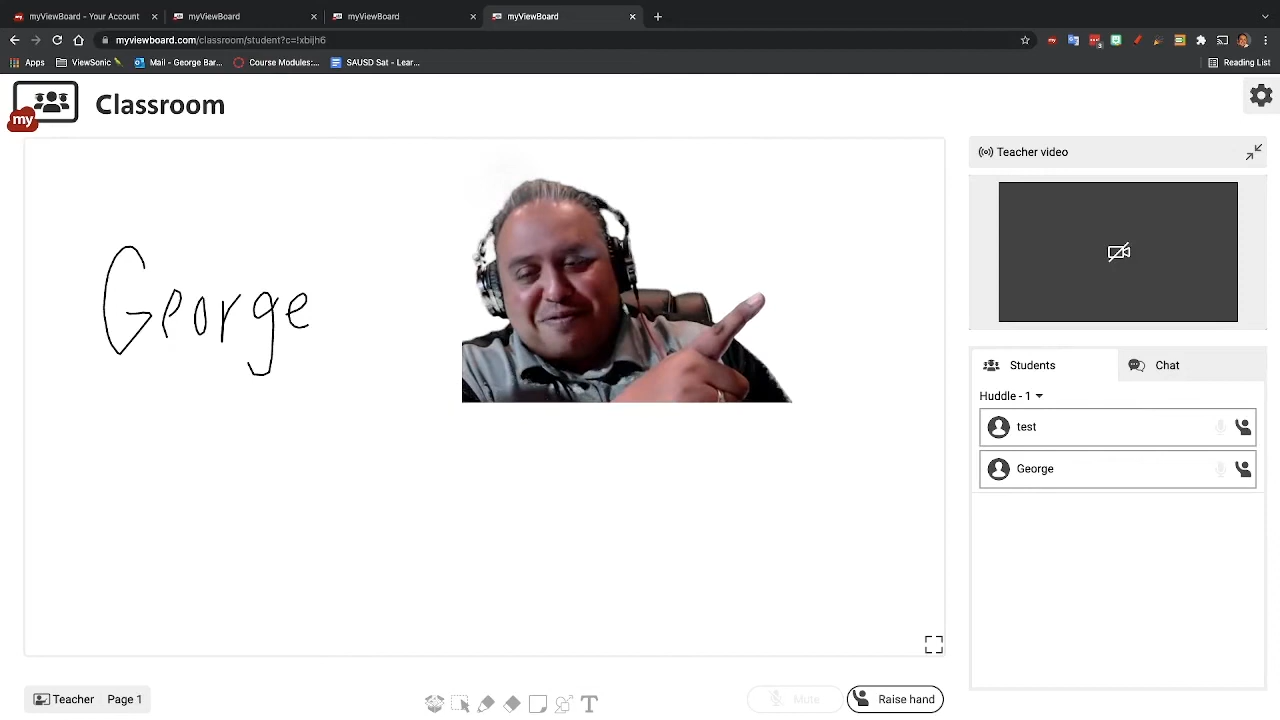 myViewBoard – Your Account
myViewBoard
myViewBoard
myViewBoard
myviewboard.com/classroom/student?c=!xbijh6
3
Apps
ViewSonic
Mail - George Bar...
Course Modules:...
SAUSD Sat - Lear...
Reading List
my
Classroom
Teacher video
George
Students
Chat
Huddle - 1
test
George
Teacher
Page 1
T
Mute
Raise hand